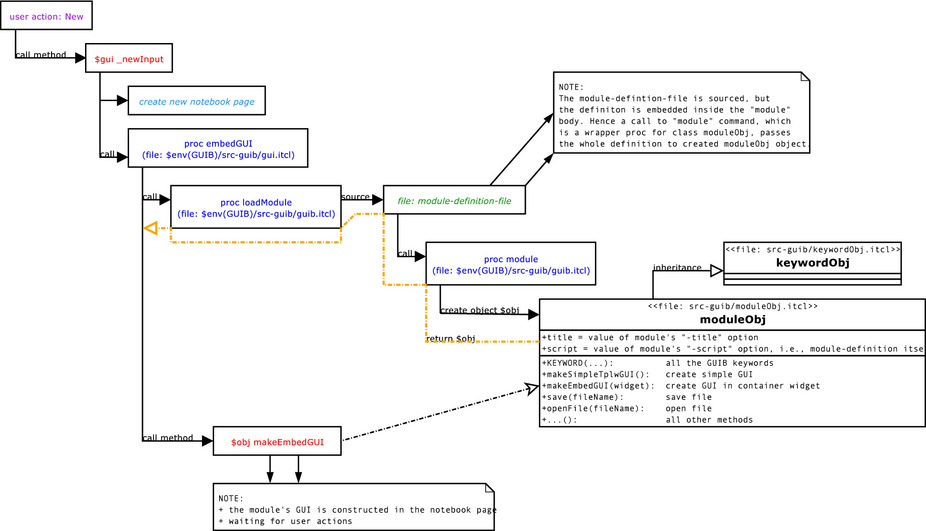 user action: New
call method
$gui _newInput
create new notebook page
call
proc embedGUI
(file: $env(GUIB)/src-guib/gui.itcl)
NOTE:
The module-defintion-file is sourced, but
the definiton is embedded inside the "module"
body. Hence a call to "module" command, which
is a wrapper proc for class moduleObj, passes
the whole definition to created moduleObj object.
call
proc loadModule
(file: $env(GUIB)/src-guib/guib.itcl)
source
file: module-definition-file
call
proc module
(file: $env(GUIB)/src-guib/guib.itcl)
<<file: src-guib/keywordObj.itcl>>
keywordObj
inheritance
create object $obj
return $obj
<<file: src-guib/moduleObj.itcl>>
moduleObj
+title = value of module's "-title" option
+script = value of module's "-script" option, i.e., module-definition itse
+KEYWORD(...): all the GUIB keywords
+makeSimpleTplwGUI(): create simple GUI
+makeEmbedGUI(widget): create GUI in container widget
+save(fileName): save file
+openFile(fileName): open file
+...(): all other methods
call method
$obj makeEmbedGUI
NOTE:
+ the module's GUI is constructed in the notebook page
+ waiting for user actions